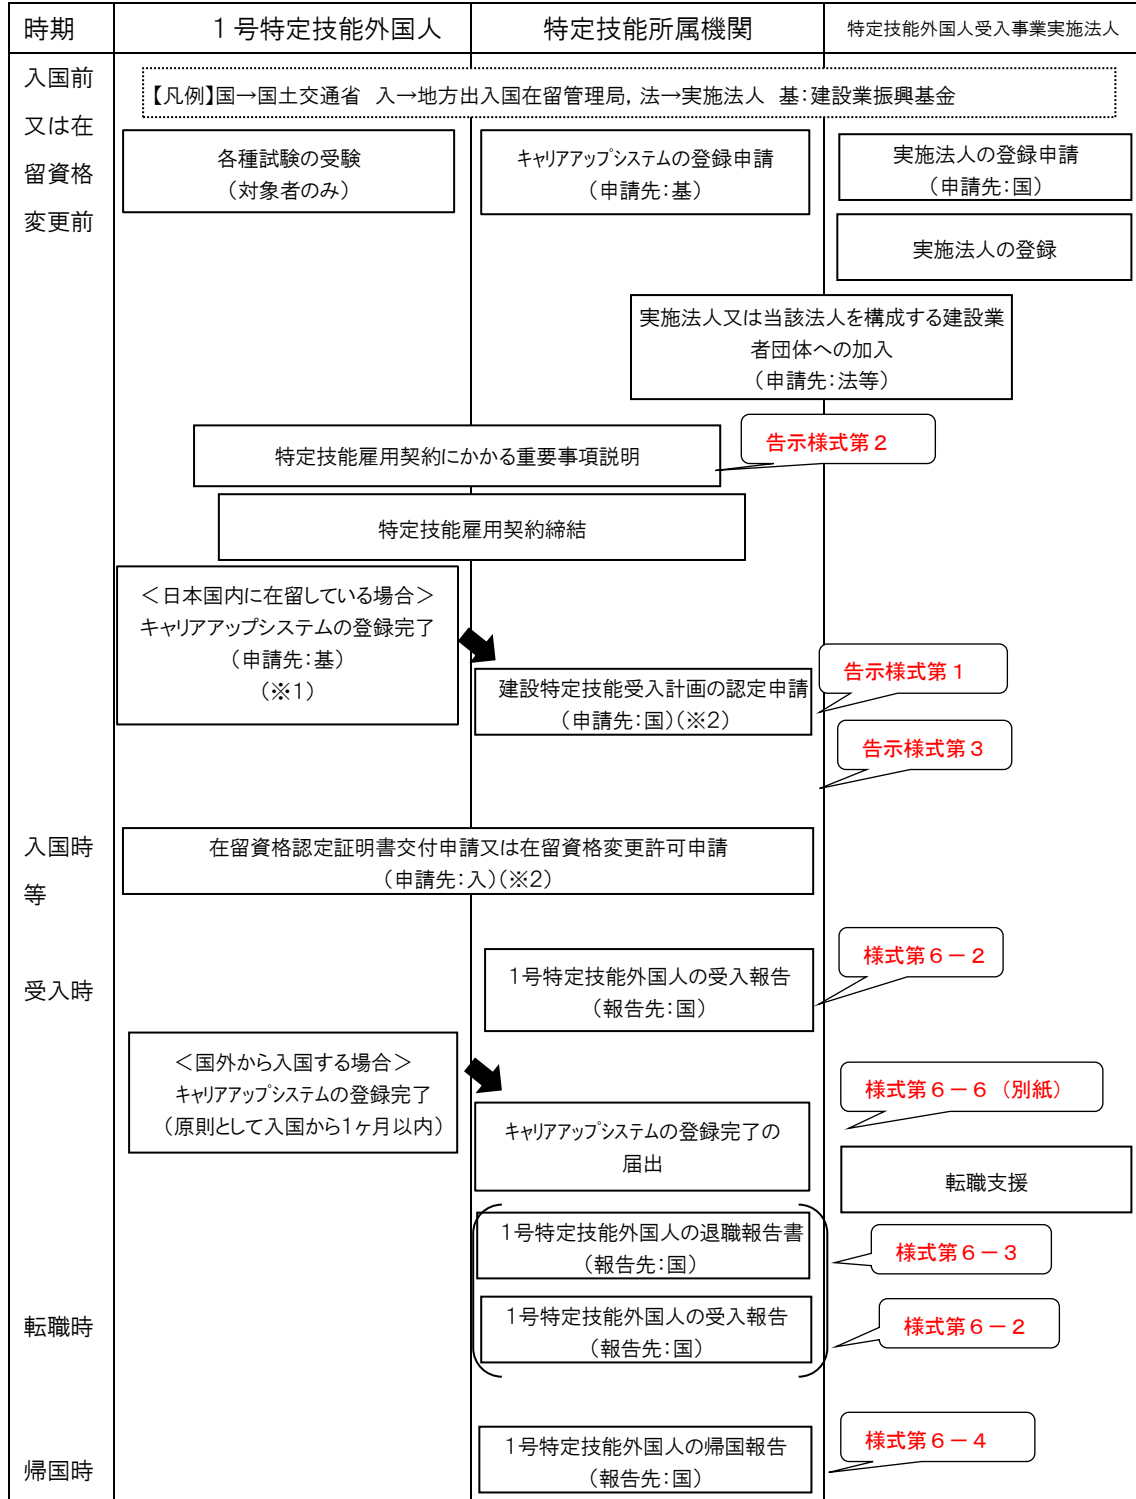 時期
1号特定技能外国人
特定技能所属機関
特定技能外国人受入事業実施法人
入国前
又は在
留資格
変更前
【凡例】国→国土交通省　入→地方出入国在留管理局，法→実施法人　基：建設業振興基金
各種試験の受験
（対象者のみ）
キャリアアップシステムの登録申請
（申請先：基）
実施法人の登録申請
（申請先：国）
実施法人の登録
実施法人又は当該法人を構成する建設業
者団体への加入
（申請先：法等）
特定技能雇用契約にかかる重要事項説明
告示様式第２
特定技能雇用契約締結
＜日本国内に在留している場合＞
キャリアアップシステムの登録完了
（申請先：基）
（※1）
建設特定技能受入計画の認定申請
（申請先：国）（※2）
告示様式第１
告示様式第３
入国時
等
在留資格認定証明書交付申請又は在留資格変更許可申請
（申請先：入）（※2）
受入時
1号特定技能外国人の受入報告
（報告先：国）
様式第６－２
＜国外から入国する場合＞
キャリアアップシステムの登録完了
（原則として入国から1ヶ月以内）
キャリアアップシステムの登録完了の
届出
様式第６－６（別紙）
転職支援
1号特定技能外国人の退職報告書
（報告先：国）
様式第６－３
転職時
1号特定技能外国人の受入報告
（報告先：国）
様式第６－２
帰国時
1号特定技能外国人の帰国報告
（報告先：国）
様式第６－４